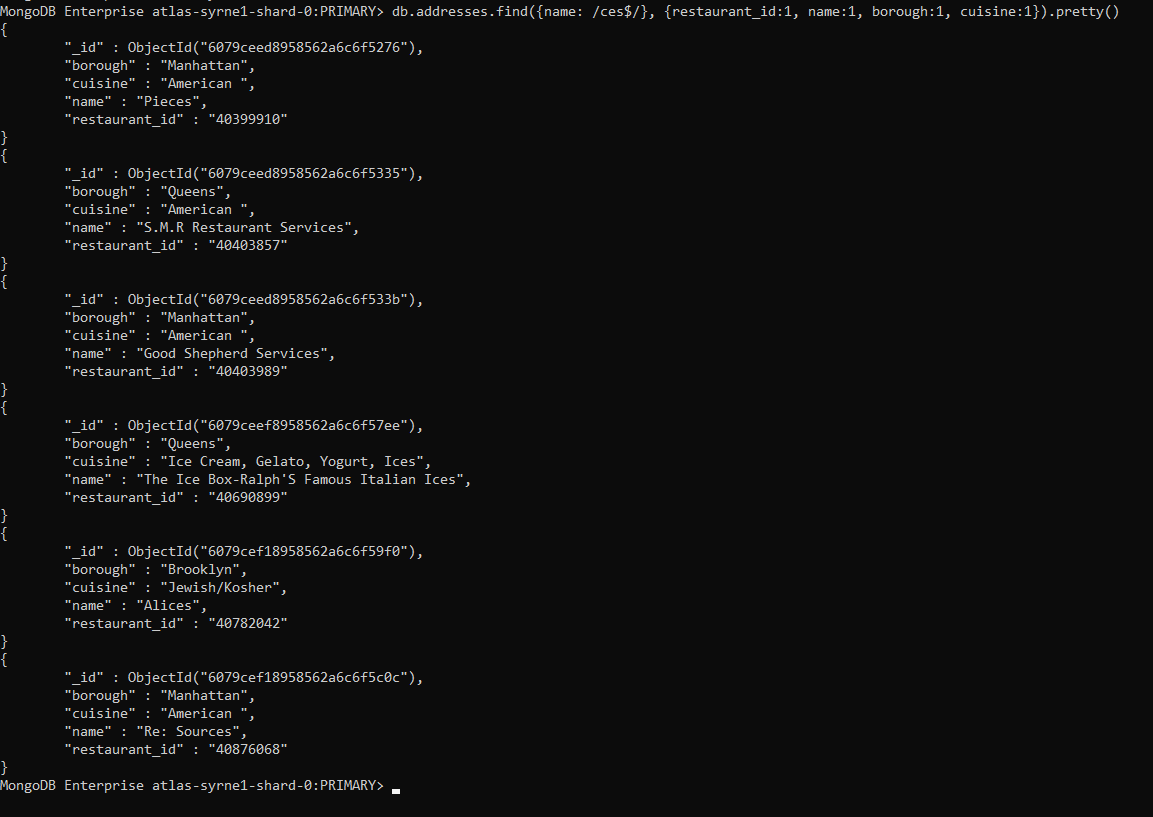 MongoDB Enterprise atlas-syrne1-shard-0:PRIMARY> db.addresses.find({name: /ces$/}, {restaurant_id:1, name:1, borough:1, cuisine:1}).pretty()
{
        "_id" : ObjectId("6079ceed8958562a6c6f5276"),
        "borough" : "Manhattan",
        "cuisine" : "American ",
        "name" : "Pieces",
        "restaurant_id" : "40399910"
}
{
        "_id" : ObjectId("6079ceed8958562a6c6f5335"),
        "borough" : "Queens",
        "cuisine" : "American ",
        "name" : "S.M.R Restaurant Services",
        "restaurant_id" : "40403857"
}
{
        "_id" : ObjectId("6079ceed8958562a6c6f533b"),
        "borough" : "Manhattan",
        "cuisine" : "American ",
        "name" : "Good Shepherd Services",
        "restaurant_id" : "40403989"
}
{
        "_id" : ObjectId("6079ceef8958562a6c6f57ee"),
        "borough" : "Queens",
        "cuisine" : "Ice Cream, Gelato, Yogurt, Ices",
        "name" : "The Ice Box-Ralph'S Famous Italian Ices",
        "restaurant_id" : "40690899"
}
{
        "_id" : ObjectId("6079cef18958562a6c6f59f0"),
        "borough" : "Brooklyn",
        "cuisine" : "Jewish/Kosher",
        "name" : "Alices",
        "restaurant_id" : "40782042"
}
{
        "_id" : ObjectId("6079cef18958562a6c6f5c0c"),
        "borough" : "Manhattan",
        "cuisine" : "American ",
        "name" : "Re: Sources",
        "restaurant_id" : "40876068"
}
MongoDB Enterprise atlas-syrne1-shard-0:PRIMARY>